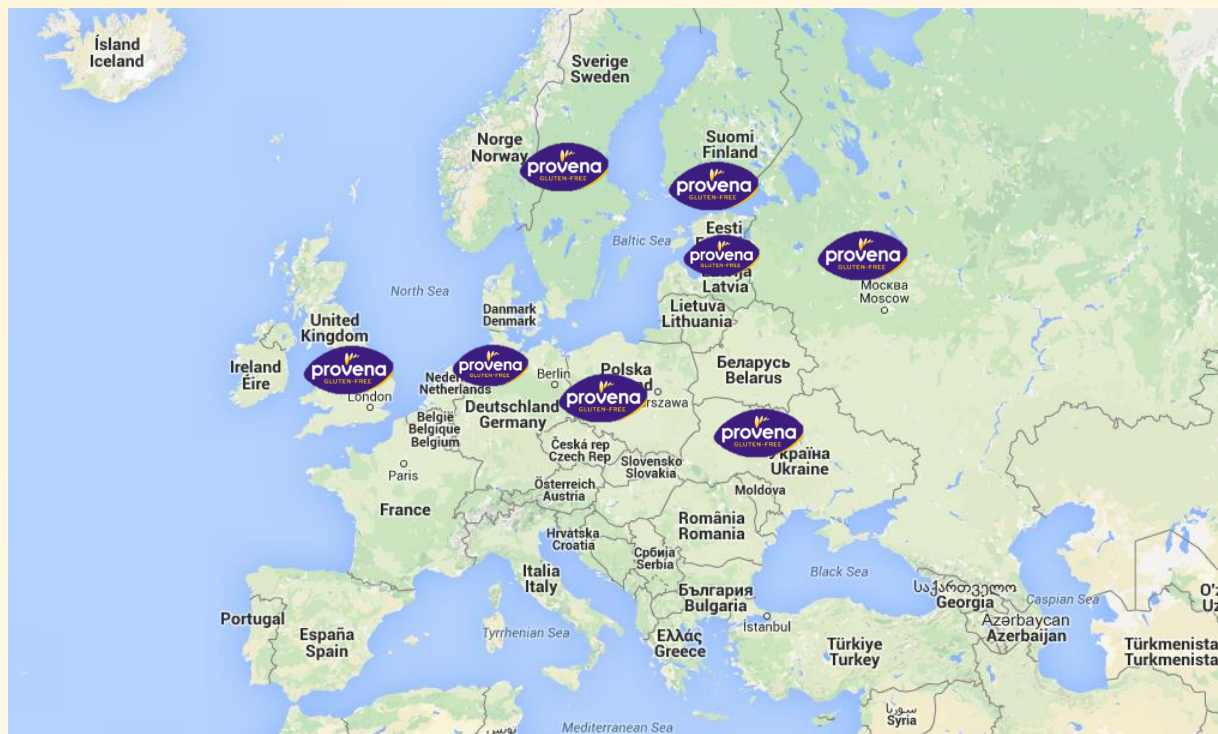 Ísland
Iceland
Sverige
Sweden
Norge
Norway
Suomi
Finland
provena
GLUTEN-FREE
provena
GLUTEN-FREE
Baltic Sea
Eesti
provena
GLUTEN-FREE
Latvia
provena
GLUTEN-FREE
Москва
Moscow
North Sea
Danmark
Denmark
Lietuva
Lithuania
United
Kingdom
Ireland
Éire
provena
GLUTEN-FREE
London
provena
GLUTEN-FREE
Netherlands
Berlin
Polska
provena
GLUTEN-FREE
Беларусь
Belarus
Deutschland
Germany
België
Belgique
Belgium
provena
GLUTEN-FREE
Україна
Ukraine
Česká rep
Czech Rep
Slovensko
Slovakia
Paris
Österreich
Austria
Moldova
France
România
Romania
Hrvatska
Croatia
Србија
Serbia
Italia
Italy
Black Sea
България
Bulgaria
საქართველო
Georgia
Caspian Sea
Azərbaycan
Azerbaijan
Portugal
España
Spain
Tyrrhenian Sea
Ελλάς
Greece
İstanbul
Türkiye
Turkey
Türkmenista
Turkmenista
سوريا
Syria
Mediterranean Sea
تونس